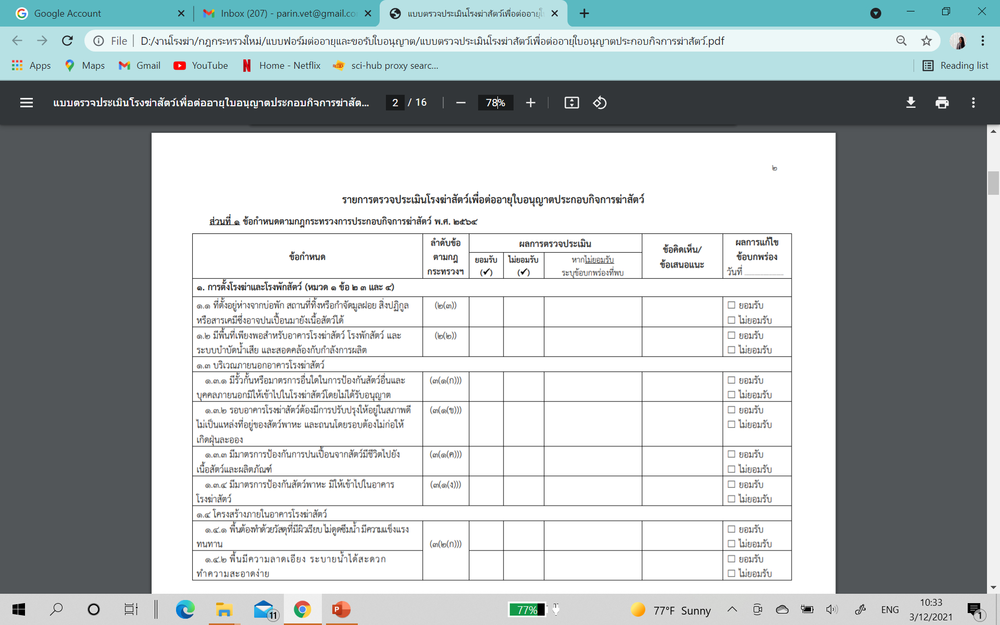 Google Account
Inbox (207) - parin.vet@gmail.co
แบบตรวจประเมินโรงฆ่าสัตว์เพื่อต่ออายุใบ
File
D:/งานโรงฆ่า/กฎกระทรวงใหม่/แบบฟอร์มต่ออายุและขอรับใบอนุญาต/แบบตรวจประเมินโรงฆ่าสัตว์เพื่อต่ออายุใบอนุญาตประกอบกิจการฆ่าสัตว์.pdf
Apps Maps Gmail YouTube Home - Netflix sci-hub proxy searc... Reading list
แบบตรวจประเมินโรงฆ่าสัตว์เพื่อต่ออายุใบอนุญาตประกอบกิจการฆ่าสัต... 2 / 16 78%
๒
รายการตรวจประเมินโรงฆ่าสัตว์เพื่อต่ออายุใบอนุญาตประกอบกิจการฆ่าสัตว์
ส่วนที่ ๑ ข้อกำหนดตามกฎกระทรวงการประกอบกิจการฆ่าสัตว์ พ.ศ. ๒๕๖๔
ข้อกำหนด
ลำดับข้อ
ตามกฎ
กระทรวงฯ
ผลการตรวจประเมิน
ยอมรับ
(✔)
ไม่ยอมรับ
(✔)
หากไม่ยอมรับ
ระบุข้อบกพร่องที่พบ
ข้อคิดเห็น/
ข้อเสนอแนะ
ผลการแก้ไข
ข้อบกพร่อง
วันที่ ........................
๑. การตั้งโรงฆ่าและโรงพักสัตว์ (หมวด ๑ ข้อ ๒ ๓ และ ๔)
๑.๑ ที่ตั้งอยู่ห่างจากบ่อพัก สถานที่ทิ้งหรือกำจัดมูลฝอย สิ่งปฏิกูล (๒(๓)) ☐ ยอมรับ
หรือสารเคมีซึ่งอาจปนเปื้อนมายังเนื้อสัตว์ได้ ☐ ไม่ยอมรับ
๑.๒ มีพื้นที่เพียงพอสำหรับอาคารโรงฆ่าสัตว์ โรงพักสัตว์ และ (๒(๒)) ☐ ยอมรับ
ระบบบำบัดน้ำเสีย และสอดคล้องกับกำลังการผลิต ☐ ไม่ยอมรับ
๑.๓ บริเวณภายนอกอาคารโรงฆ่าสัตว์
๑.๓.๑ มีรั้วกั้นหรือมาตรการอื่นใดในการป้องกันสัตว์อื่นและ (๓(๑(ก))) ☐ ยอมรับ
บุคคลภายนอกมิให้เข้าไปในโรงฆ่าสัตว์โดยไม่ได้รับอนุญาต ☐ ไม่ยอมรับ
๑.๓.๒ รอบอาคารโรงฆ่าสัตว์ต้องมีการปรับปรุงให้อยู่ในสภาพดี (๓(๑(ข))) ☐ ยอมรับ
ไม่เป็นแหล่งที่อยู่ของสัตว์พาหะ และถนนโดยรอบต้องไม่ก่อให้ ☐ ไม่ยอมรับ
เกิดฝุ่นละออง
๑.๓.๓ มีมาตรการป้องกันการปนเปื้อนจากสัตว์มีชีวิตไปยัง (๓(๑(ค))) ☐ ยอมรับ
เนื้อสัตว์และผลิตภัณฑ์ ☐ ไม่ยอมรับ
๑.๓.๔ มีมาตรการป้องกันสัตว์พาหะ มิให้เข้าไปในอาคาร (๓(๑(ง))) ☐ ยอมรับ
โรงฆ่าสัตว์ ☐ ไม่ยอมรับ
๑.๔ โครงสร้างภายในอาคารโรงฆ่าสัตว์
๑.๔.๑ พื้นต้องทำด้วยวัสดุที่มีผิวเรียบ ไม่ดูดซึมน้ำ มีความแข็งแรง ☐ ยอมรับ
ทนทาน (๓(๒(ก))) ☐ ไม่ยอมรับ
๑.๔.๒ พื้นมีความลาดเอียง ระบายน้ำได้สะดวก ☐ ยอมรับ
ทำความสะอาดง่าย ☐ ไม่ยอมรับ
11 77% 77°F Sunny ENG 10:33
3/12/2021 1